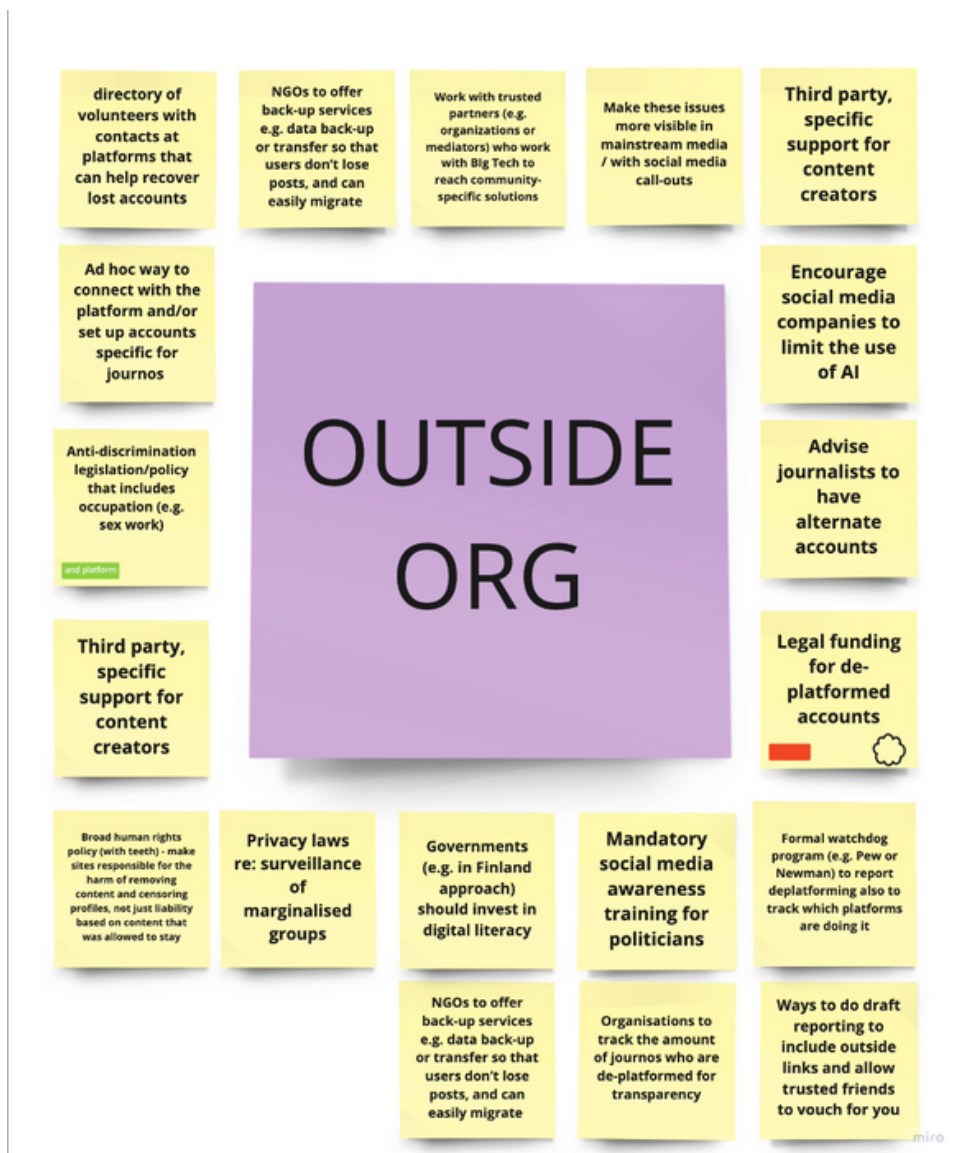 directory of
volunteers with
contacts at
platforms that
can help recover
lost accounts
NGOs to offer
back-up services
e.g. data back-up
or transfer so that
users don't lose
posts, and can
easily migrate
Work with trusted
partners (e.g.
organizations or
mediators) who work
with Big Tech to
reach community-
specific solutions
Make these issues
more visible in
mainstream media
/ with social media
call-outs
Third party,
specific
support for
content
creators
Ad hoc way to
connect with the
platform and/or
set up accounts
specific for
journos
Encourage
social media
companies to
limit the use
of AI
OUTSIDE
ORG
Anti-discrimination
legislation/policy
that includes
occupation (e.g.
sex work)
and platform
Advise
journalists to
have
alternate
accounts
Third party,
specific
support for
content
creators
Legal funding
for de-
platformed
accounts
Broad human rights
policy (with teeth) - make
sites responsible for the
harm of removing
content and censoring
profiles, not just liability
based on content that
was allowed to stay
Privacy laws
re: surveillance
of
marginalised
groups
Governments
(e.g. in Finland
approach)
should invest in
digital literacy
Mandatory
social media
awareness
training for
politicians
Formal watchdog
program (e.g. Pew or
Newman) to report
deplatforming also to
track which platforms
are doing it
NGOs to offer
back-up services
e.g. data back-up
or transfer so that
users don't lose
posts, and can
easily migrate
Organisations to
track the amount
of journos who are
de-platformed for
transparency
Ways to do draft
reporting to
include outside
links and allow
trusted friends
to vouch for you
miro